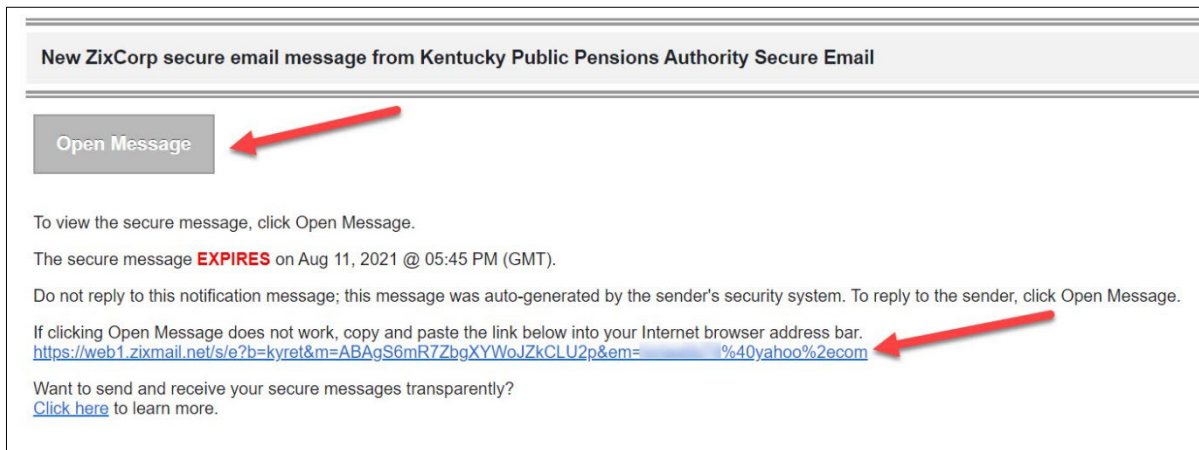 New ZixCorp secure email message from Kentucky Public Pensions Authority Secure Email
Open Message
To view the secure message, click Open Message.
The secure message EXPIRES on Aug 11, 2021 @ 05:45 PM (GMT).
Do not reply to this notification message; this message was auto-generated by the sender's security system. To reply to the sender, click Open Message.
If clicking Open Message does not work, copy and paste the link below into your Internet browser address bar.
https://web1.zixmail.net/s/e?b=kyret&m=ABAgS6mR7ZbgXYWoJZkCLU2p&em= %40yahoo%2ecom
Want to send and receive your secure messages transparently?
Click here to learn more.